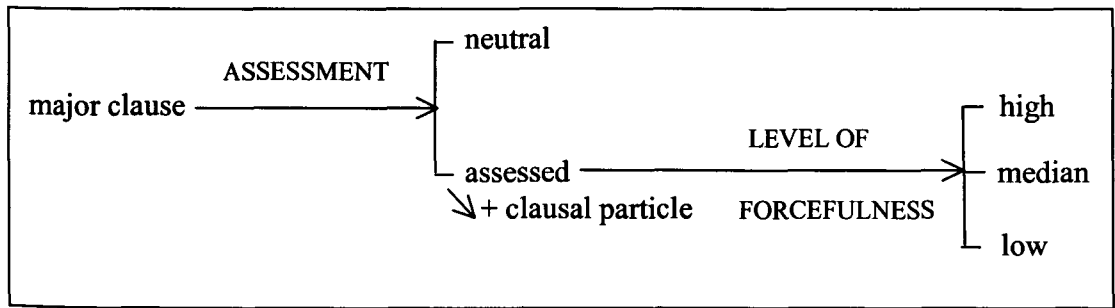 neutral
ASSESSMENT
major clause
high
LEVEL OF
assessed
median
+ clausal particle
FORCEFULNESS
low